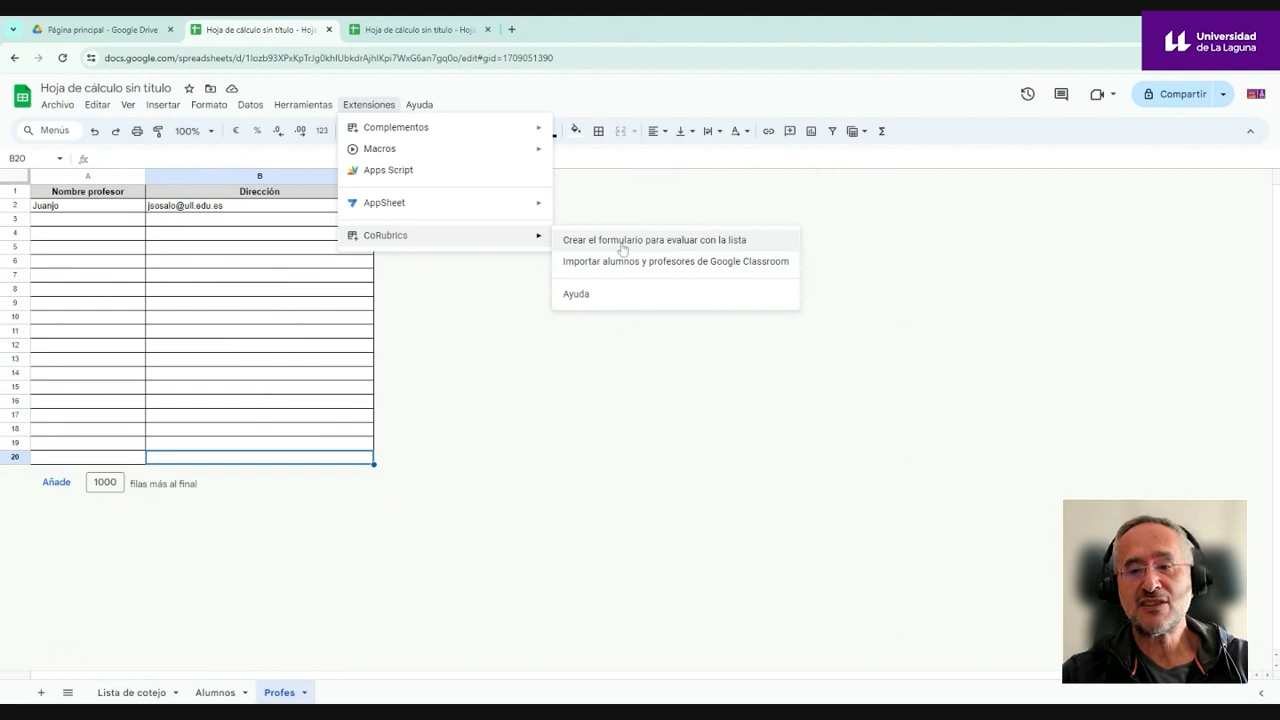 Página principal - Google Drive
Hoja de cálculo sin título - Ho
Hoja de cálculo sin título - Hoj
Universidad
de La Laguna
docs.google.com/spreadsheets/d/1Iozb93XPxKpTrJg0khIUbkdrAjhIKpi7WxG6an7gq0o/edit#gid=1709051390
Hoja de cálculo sin título
Archivo Editar Ver Insertar Formato Datos Herramientas Extensiones Ayuda
Compartir
Menús 100% € % .0 .00 123
Complementos
Macros
Apps Script
AppSheet
CoRubrics
Crear el formulario para evaluar con la lista
Importar alumnos y profesores de Google Classroom
Ayuda
B20 fx
A B
1 Nombre profesor Dirección
2 Juanjo jsosalo@ull.edu.es
3
4
5
6
7
8
9
10
11
12
13
14
15
16
17
18
19
20
Añade 1000 filas más al final
Lista de cotejo Alumnos Profes